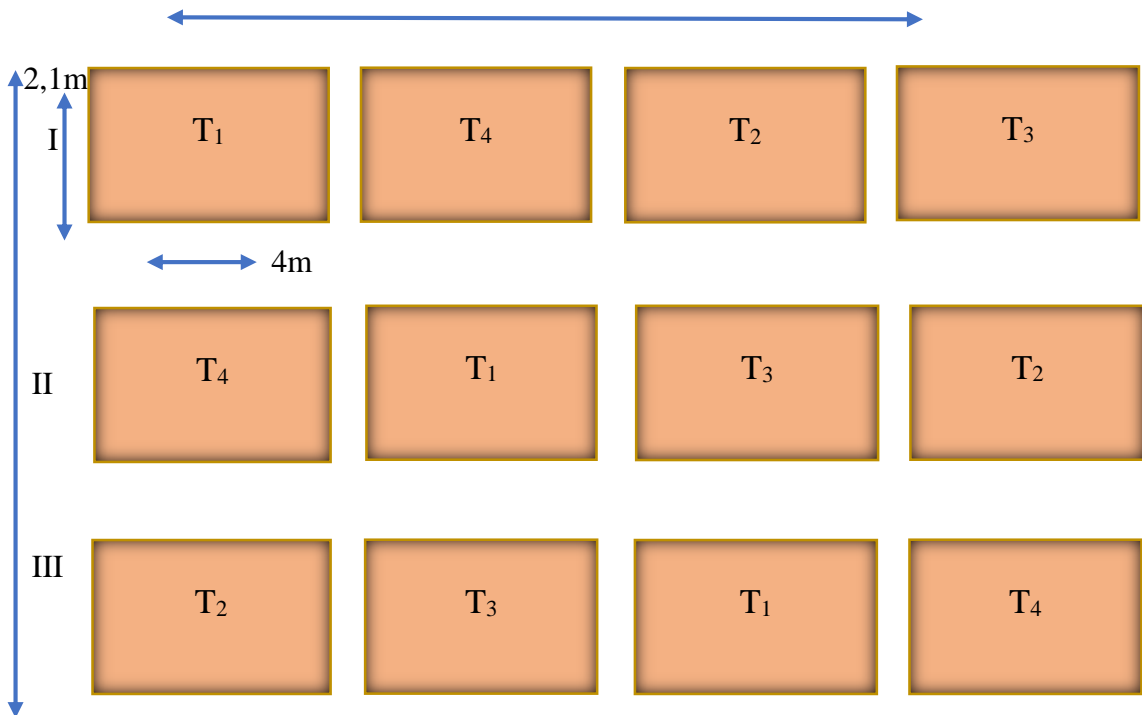 2,1m
I T₁ T₄ T₂ T₃
4m
II T₄ T₁ T₃ T₂
III T₂ T₃ T₁ T₄